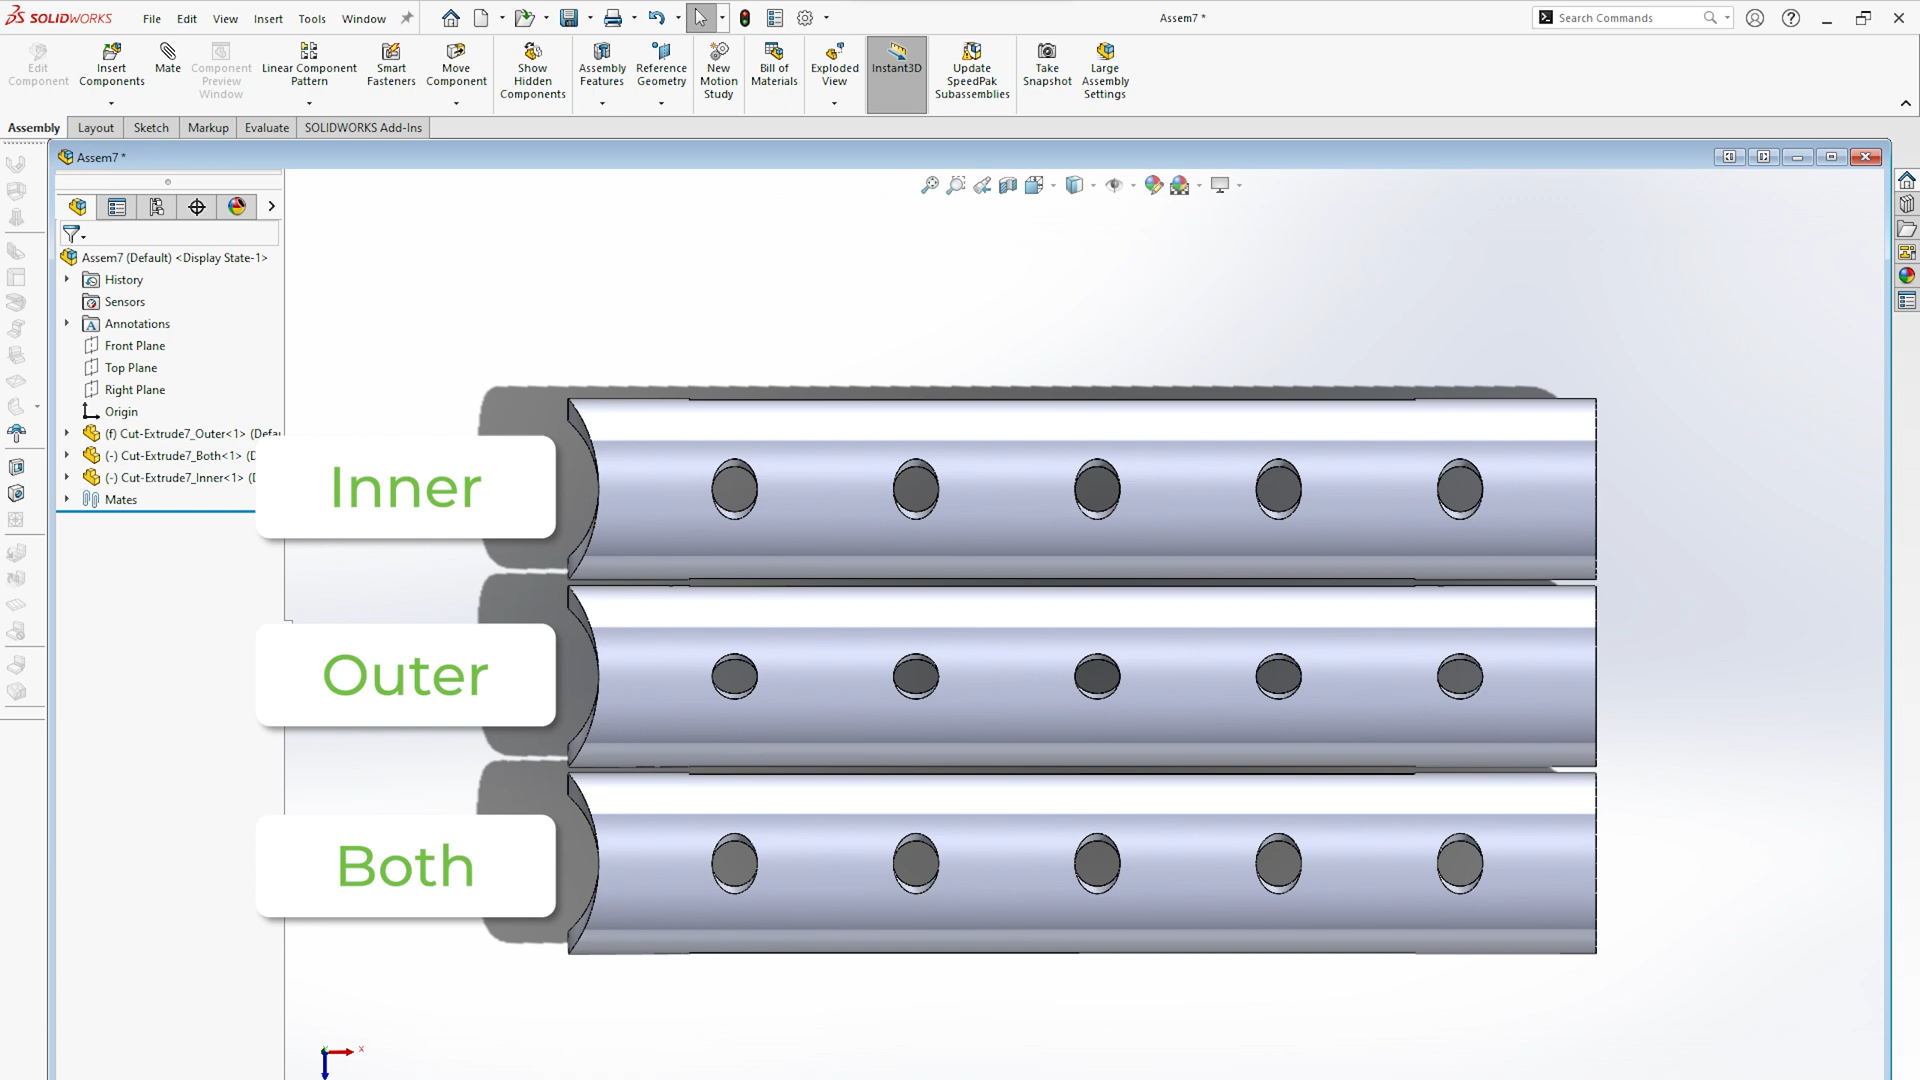 SOLIDWORKS
File Edit View Insert Tools Window
Assem7 *
Search Commands
Edit Component
Insert Components
Mate
Component Preview Window
Linear Component Pattern
Smart Fasteners
Move Component
Show Hidden Components
Assembly Features
Reference Geometry
New Motion Study
Bill of Materials
Exploded View
Instant3D
Update SpeedPak Subassemblies
Take Snapshot
Large Assembly Settings
Assembly Layout Sketch Markup Evaluate SOLIDWORKS Add-Ins
Assem7 *
Assem7 (Default) <Display State-1>
History
Sensors
Annotations
Front Plane
Top Plane
Right Plane
Origin
(f) Cut-Extrude7_Outer<1> (Defau
(-) Cut-Extrude7_Both<1> (D
(-) Cut-Extrude7_Inner<1> (D
Mates
Inner
Outer
Both
x